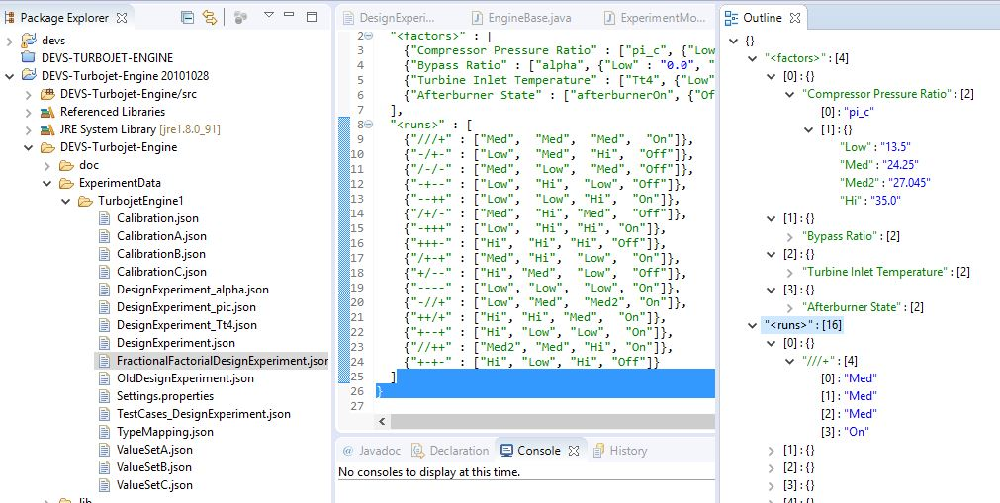 Package Explorer
devs
DEVS-TURBOJET-ENGINE
DEVS-Turbojet-Engine 20101028
DEVS-Turbojet-Engine/src
Referenced Libraries
JRE System Library [jre1.8.0_91]
DEVS-Turbojet-Engine
doc
ExperimentData
TurbojetEngine1
Calibration.json
CalibrationA.json
CalibrationB.json
CalibrationC.json
DesignExperiment_alpha.json
DesignExperiment_pic.json
DesignExperiment_Tt4.json
DesignExperiment.json
FractionalFactorialDesignExperiment.json
OldDesignExperiment.json
Settings.properties
TestCases_DesignExperiment.json
TypeMapping.json
ValueSetA.json
ValueSetB.json
ValueSetC.json
lib
DesignExperi... EngineBase.java ExperimentMo...
2 "<factors>" : [
3 {"Compressor Pressure Ratio" : ["pi_c", {"Low
4 {"Bypass Ratio" : ["alpha", {"Low" : "0.0", "
5 {"Turbine Inlet Temperature" : ["Tt4", {"Low"
6 {"Afterburner State" : ["afterburnerOn", {"Of
7 ],
8 "<runs>" : [
9 {"///+" : ["Med", "Med", "Med", "On"]},
10 {"-/+-" : ["Low", "Med", "Hi", "Off"]},
11 {"/-/-" : ["Med", "Low", "Med", "Off"]},
12 {"-+--" : ["Low", "Hi", "Low", "Off"]},
13 {"--++" : ["Low", "Low", "Hi", "On"]},
14 {"/+/-" : ["Med", "Hi", "Med", "Off"]},
15 {"-+++" : ["Low", "Hi", "Hi", "On"]},
16 {"+++-" : ["Hi", "Hi", "Hi", "Off"]},
17 {"/+-+" : ["Med", "Hi", "Low", "On"]},
18 {"+/--" : ["Hi", "Med", "Low", "Off"]},
19 {"----" : ["Low", "Low", "Low", "On"]},
20 {"-//+" : ["Low", "Med", "Med2", "On"]},
21 {"++/+" : ["Hi", "Hi", "Med", "On"]},
22 {"+--+" : ["Hi", "Low", "Low", "On"]},
23 {"//++" : ["Med2", "Med", "Hi", "On"]},
24 {"+-+-" : ["Hi", "Low", "Hi", "Off"]}
25 ]
26 }
27
Javadoc Declaration Console History
No consoles to display at this time.
Outline
{}
"<factors>" : [4]
[0] : {}
"Compressor Pressure Ratio" : [2]
[0] : "pi_c"
[1] : {}
"Low" : "13.5"
"Med" : "24.25"
"Med2" : "27.045"
"Hi" : "35.0"
[1] : {}
"Bypass Ratio" : [2]
[2] : {}
"Turbine Inlet Temperature" : [2]
[3] : {}
"Afterburner State" : [2]
"<runs>" : [16]
[0] : {}
"///+" : [4]
[0] : "Med"
[1] : "Med"
[2] : "Med"
[3] : "On"
[1] : {}
[2] : {}
[3] : {}
[4] : {}